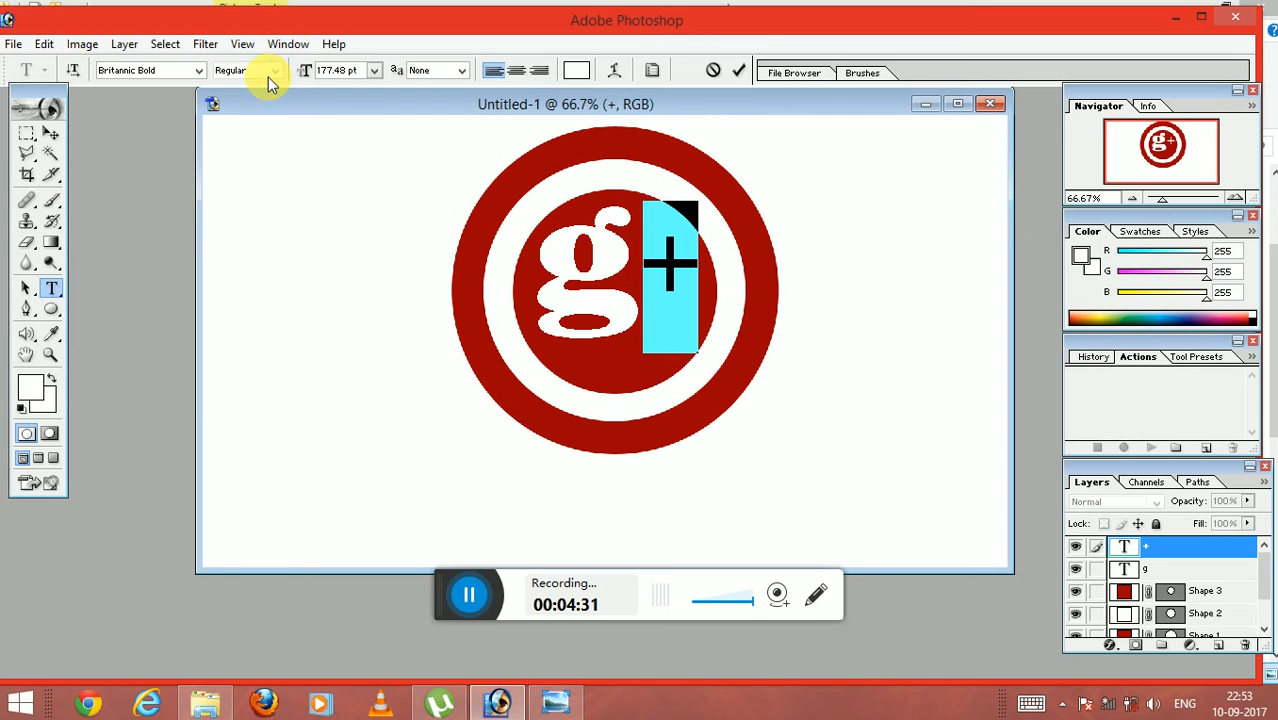 Adobe Photoshop
File Edit Image Layer Select Filter View Window Help
T Britannic Bold Regular T 177.48 pt aa None T File Browser Brushes
Untitled-1 @ 66.7% (+, RGB)
g+
Navigator Info
g+
66.67%
Color Swatches Styles
R 255
G 255
B 255
History Actions Tool Presets
Layers Channels Paths
Normal Opacity: 100%
Lock: Fill: 100%
T +
T g
Shape 3
Shape 2
Shape 1
Recording...
00:04:31
ENG
22:53
10-09-2017